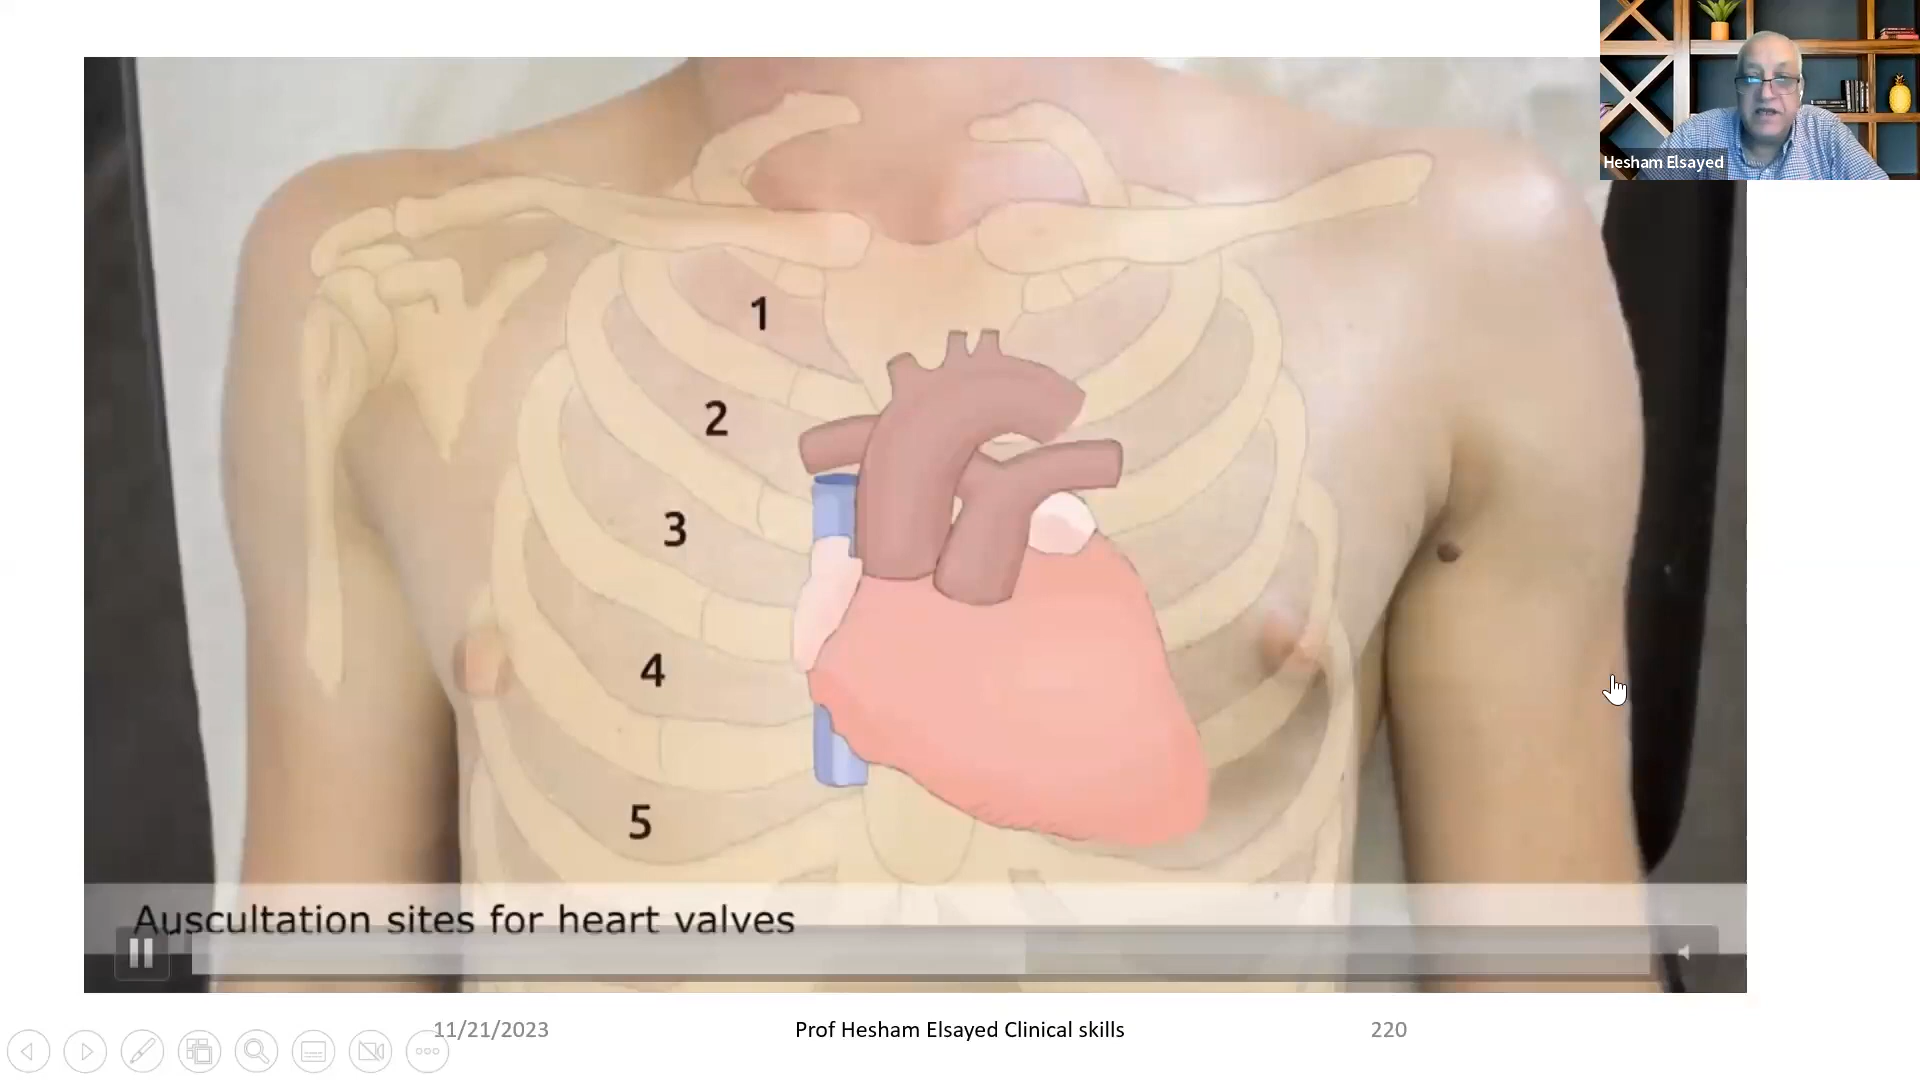 Hesham Elsayed
1
2
3
4
5
Auscultation sites for heart valves
11/21/2023
Prof Hesham Elsayed Clinical skills
220